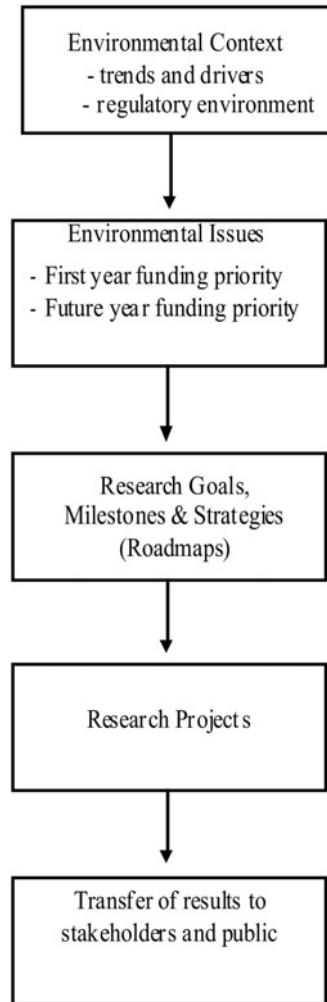 Environmental Context
- trends and drivers
- regulatory environment
Environmental Issues
- First year funding priority
- Future year funding priority
Research Goals,
Milestones & Strategies
(Roadmaps)
Research Projects
Transfer of results to
stakeholders and public